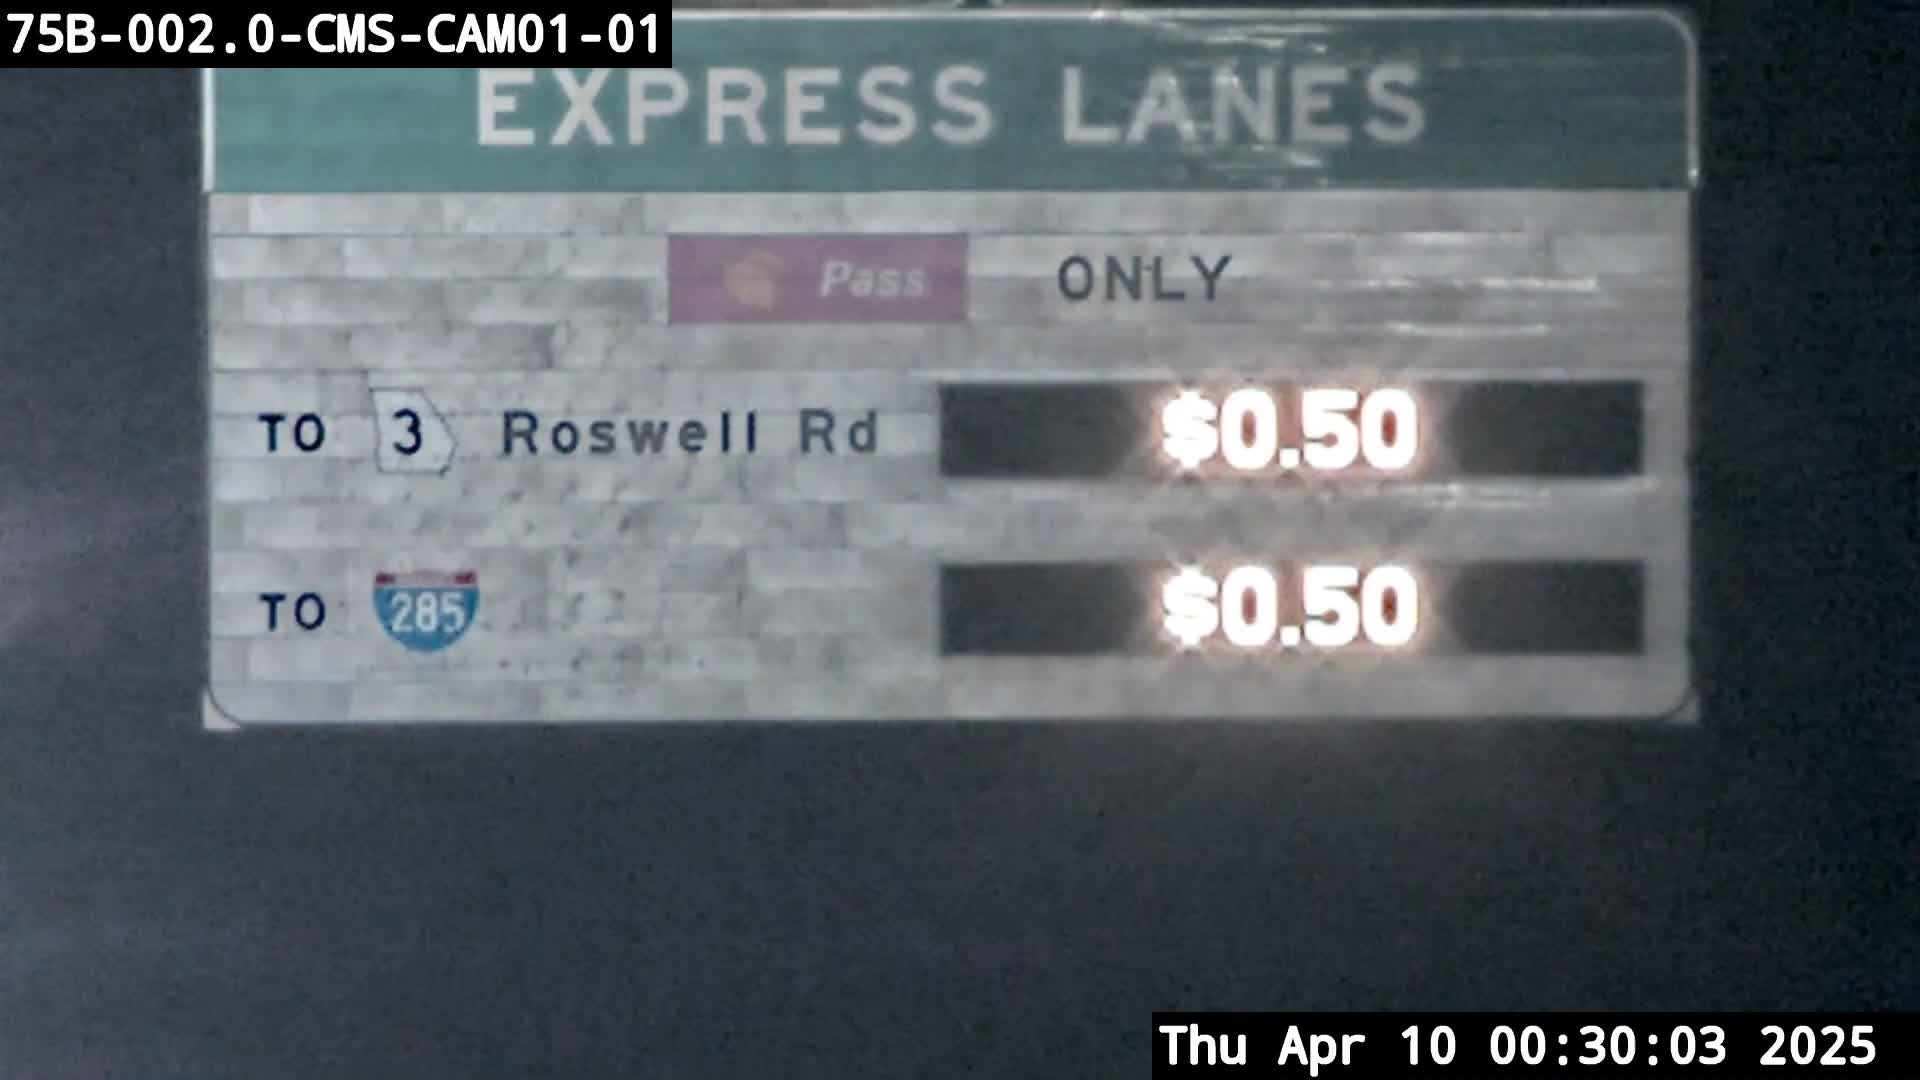 75B-002.0-CMS-CAM01-01
EXPRESS LANES
Pass ONLY
TO 3 Roswell Rd $0.50
TO 285 $0.50
Thu Apr 10 00:30:03 2025